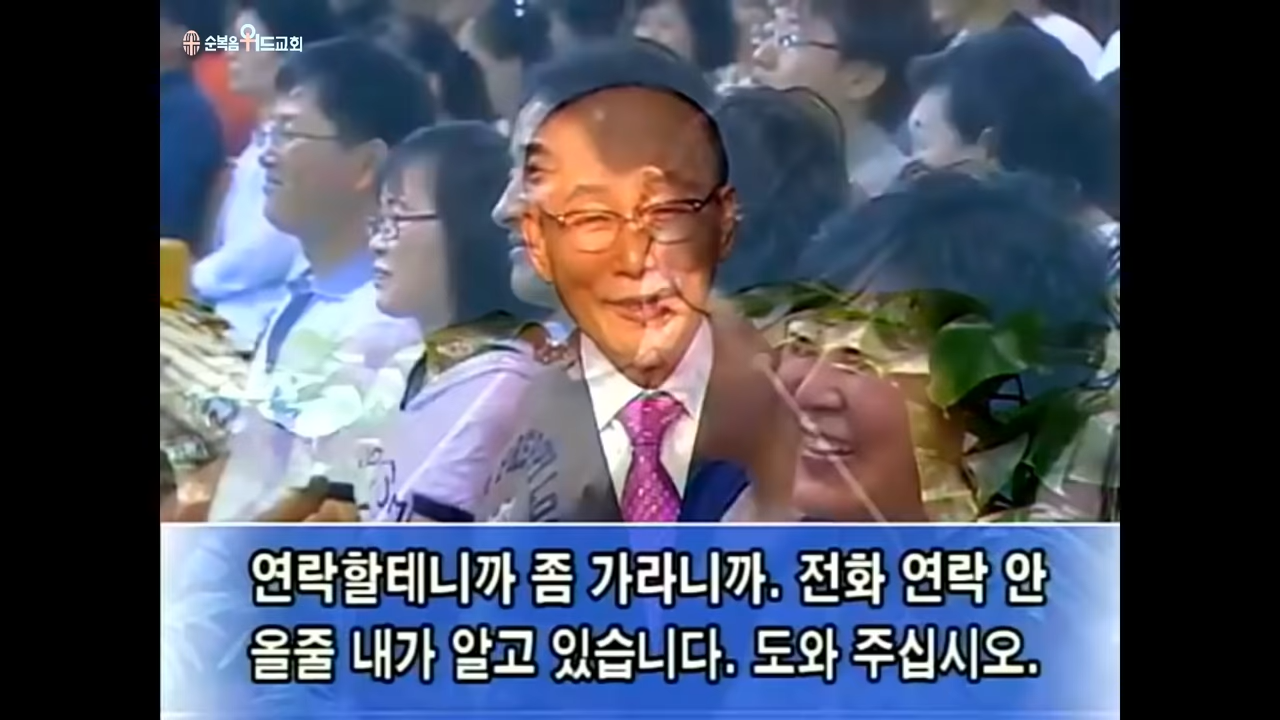 순복음워드교회
연락할테니까 좀 가라니까. 전화 연락 안
올줄 내가 알고 있습니다. 도와 주십시오.